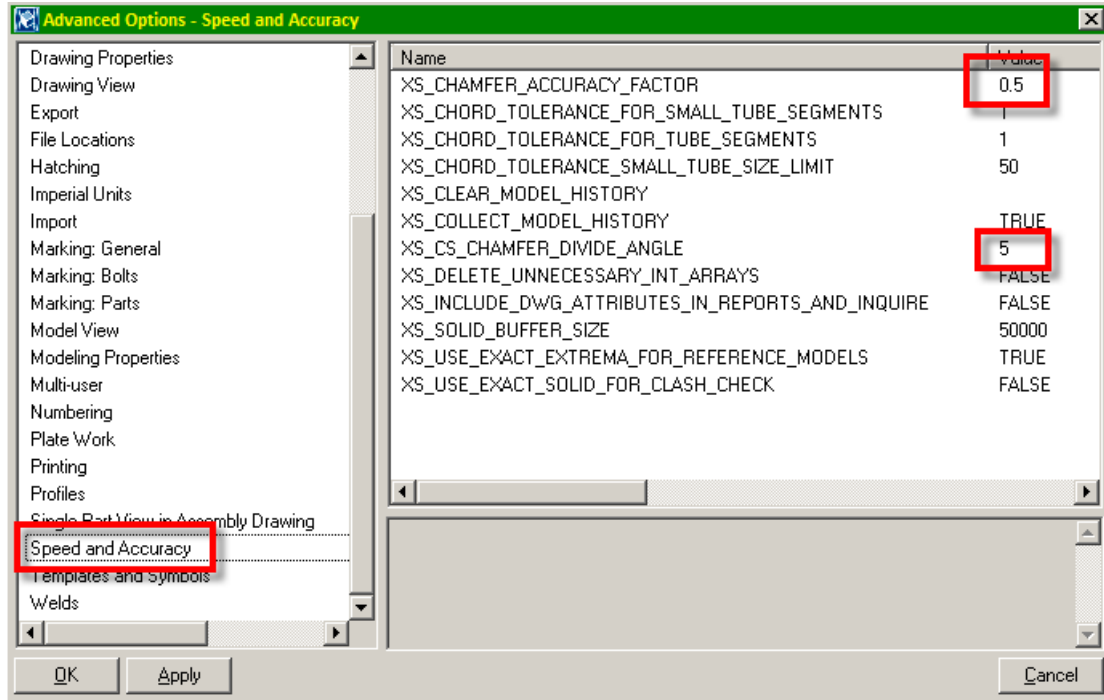 Advanced Options - Speed and Accuracy
Drawing Properties
Drawing View
Export
File Locations
Hatching
Imperial Units
Import
Marking: General
Marking: Bolts
Marking: Parts
Model View
Modeling Properties
Multi-user
Numbering
Plate Work
Printing
Profiles
Single Part View in Assembly Drawing
Speed and Accuracy
Templates and Symbols
Welds
Name Value
XS_CHAMFER_ACCURACY_FACTOR 0.5
XS_CHORD_TOLERANCE_FOR_SMALL_TUBE_SEGMENTS 1
XS_CHORD_TOLERANCE_FOR_TUBE_SEGMENTS 1
XS_CHORD_TOLERANCE_SMALL_TUBE_SIZE_LIMIT 50
XS_CLEAR_MODEL_HISTORY
XS_COLLECT_MODEL_HISTORY TRUE
XS_CS_CHAMFER_DIVIDE_ANGLE 5
XS_DELETE_UNNECESSARY_INT_ARRAYS FALSE
XS_INCLUDE_DWG_ATTRIBUTES_IN_REPORTS_AND_INQUIRE FALSE
XS_SOLID_BUFFER_SIZE 50000
XS_USE_EXACT_EXTREMA_FOR_REFERENCE_MODELS TRUE
XS_USE_EXACT_SOLID_FOR_CLASH_CHECK FALSE
OK Apply Cancel